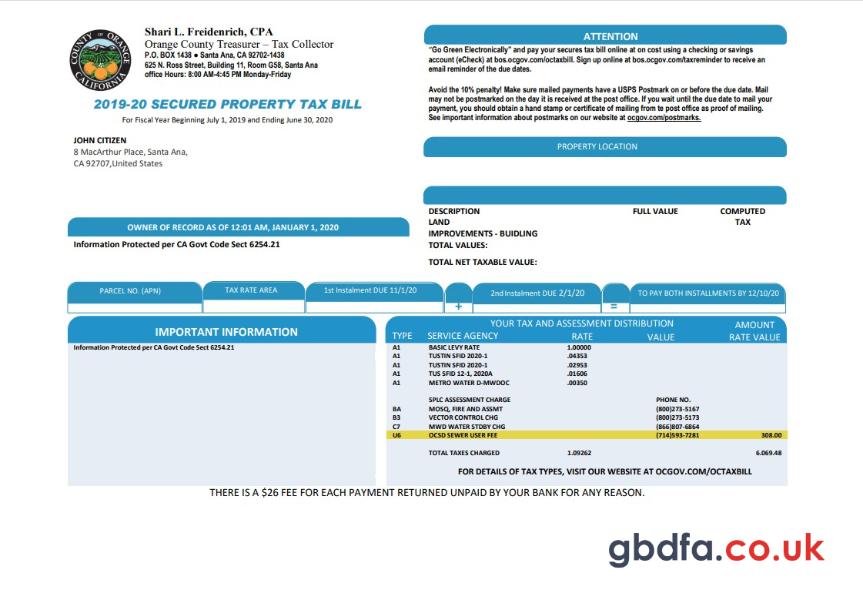 COUNTY OF ORANGE
CALIFORNIA
Shari L. Freidenrich, CPA
Orange County Treasurer – Tax Collector
P.O. BOX 1438 ● Santa Ana, CA 92702-1438
625 N. Ross Street, Building 11, Room G58, Santa Ana
office Hours: 8:00 AM-4:45 PM Monday-Friday
2019-20 SECURED PROPERTY TAX BILL
For Fiscal Year Beginning July 1, 2019 and Ending June 30, 2020
JOHN CITIZEN
8 MacArthur Place, Santa Ana,
CA 92707,United States
ATTENTION
“Go Green Electronically" and pay your secures tax bill online at on cost using a checking or savings
account (eCheck) at bos.ocgov.com/octaxbill. Sign up online at bos.ocgov.com/taxreminder to receive an
email reminder of the due dates.
Avoid the 10% penalty! Make sure mailed payments have a USPS Postmark on or before the due date. Mail
may not be postmarked on the day it is received at the post office. If you wait until the due date to mail your
payment, you should obtain a hand stamp or certificate of mailing from te post office as proof of mailing.
See important information about postmarks on our website at ocgov.com/postmarks.
PROPERTY LOCATION
DESCRIPTION FULL VALUE COMPUTED
TAX
LAND
IMPROVEMENTS - BUIDLING
TOTAL VALUES:
TOTAL NET TAXABLE VALUE:
OWNER OF RECORD AS OF 12:01 AM, JANUARY 1, 2020
Information Protected per CA Govt Code Sect 6254.21
PARCEL NO. (APN) TAX RATE AREA 1st Instalment DUE 11/1/20 + 2nd Instalment DUE 2/1/20 = TO PAY BOTH INSTALLMENTS BY 12/10/20
IMPORTANT INFORMATION
Information Protected per CA Govt Code Sect 6254.21
YOUR TAX AND ASSESSMENT DISTRIBUTION AMOUNT
TYPE SERVICE AGENCY RATE VALUE RATE VALUE
A1 BASIC LEVY RATE 1.00000
A1 TUSTIN SFID 2020-1 .04353
A1 TUSTIN SFID 2020-1 .02953
A1 TUS SFID 12-1, 2020A .01606
A1 METRO WATER D-MWDOC .00350
SPLC ASSESSMENT CHARGE PHONE NO.
BA MOSQ, FIRE AND ASSMT (800)273-5167
B3 VECTOR CONTROL CHG (800)273-5173
C7 MWD WATER STDBY CHG (866)807-6864
U6 OCSD SEWER USER FEE (714)593-7281 308.00
TOTAL TAXES CHARGED 1.09262 6.069.48
FOR DETAILS OF TAX TYPES, VISIT OUR WEBSITE AT OCGOV.COM/OCTAXBILL
THERE IS A $26 FEE FOR EACH PAYMENT RETURNED UNPAID BY YOUR BANK FOR ANY REASON.
gbdfa.co.uk